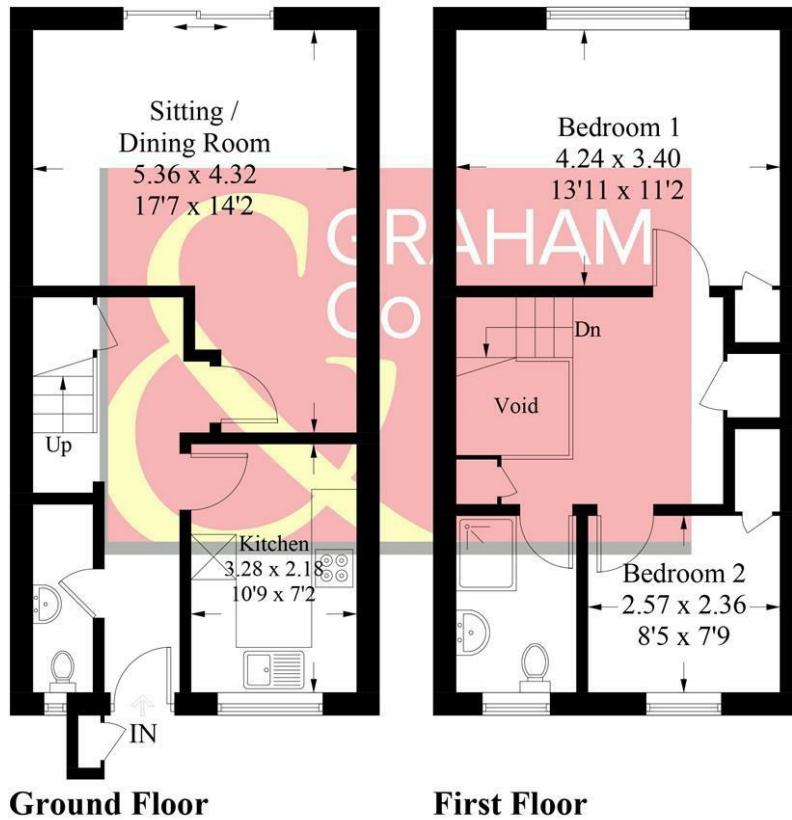 Sitting /
Dining Room
5.36 x 4.32
17'7 x 14'2
Up
Kitchen
3.28 x 2.18
10'9 x 7'2
IN
Ground Floor
Bedroom 1
4.24 x 3.40
13'11 x 11'2
Dn
Void
Bedroom 2
2.57 x 2.36
8'5 x 7'9
First Floor
&
GRAHAM
Co